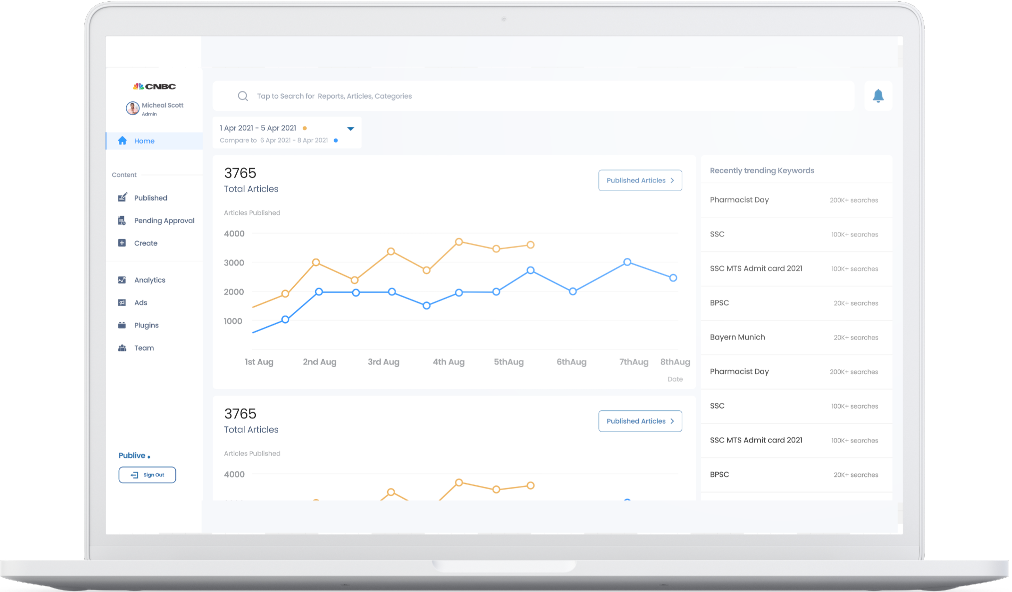 CNBC
Micheal Scott
Admin
Home
Content
Published
Pending Approval
Create
Analytics
Ads
Plugins
Team
Publive
Sign Out
Tap to Search for Reports, Articles, Categories
1 Apr 2021 - 5 Apr 2021
Compare to 5 Apr 2021 - 9 Apr 2021
3765
Total Articles
Published Articles >
Articles Published
4000
3000
2000
1000
1st Aug 2nd Aug 3rd Aug 4th Aug 5thAug 6thAug 7thAug 8thAug
Date
3765
Total Articles
Published Articles >
Articles Published
4000
Recently trending Keywords
Pharmacist Day 200K+ searches
SSC 100K+ searches
SSC MTS Admit card 2021 100K+ searches
BPSC 20K+ searches
Bayern Munich 20K+ searches
Pharmacist Day 200K+ searches
SSC 100K+ searches
SSC MTS Admit card 2021 100K+ searches
BPSC 20K+ searches